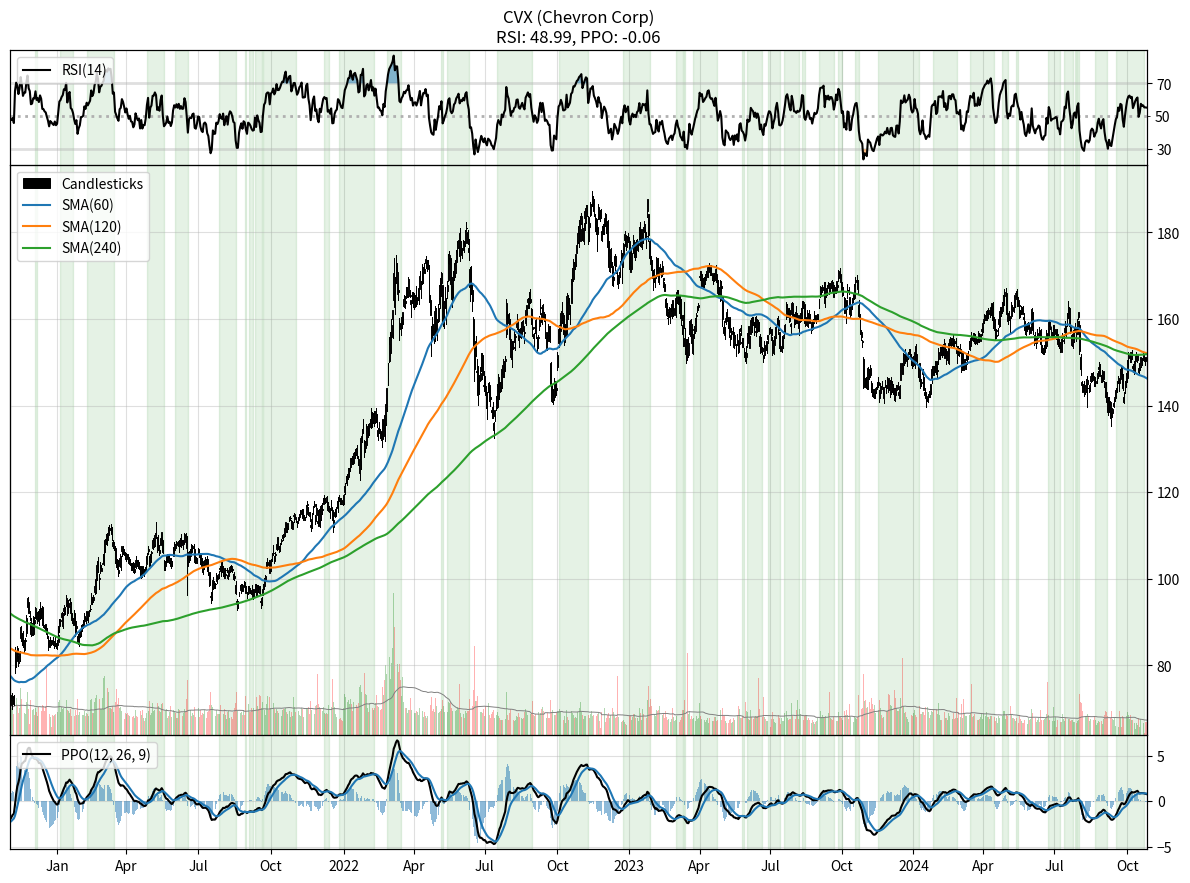 CVX (Chevron Corp)
RSI: 48.99, PPO: -0.06
RSI(14)
70
50
30
Candlesticks
SMA(60)
SMA(120)
SMA(240)
180
160
140
120
100
80
PPO(12, 26, 9)
5
0
−5
Jan Apr Jul Oct 2022 Apr Jul Oct 2023 Apr Jul Oct 2024 Apr Jul Oct